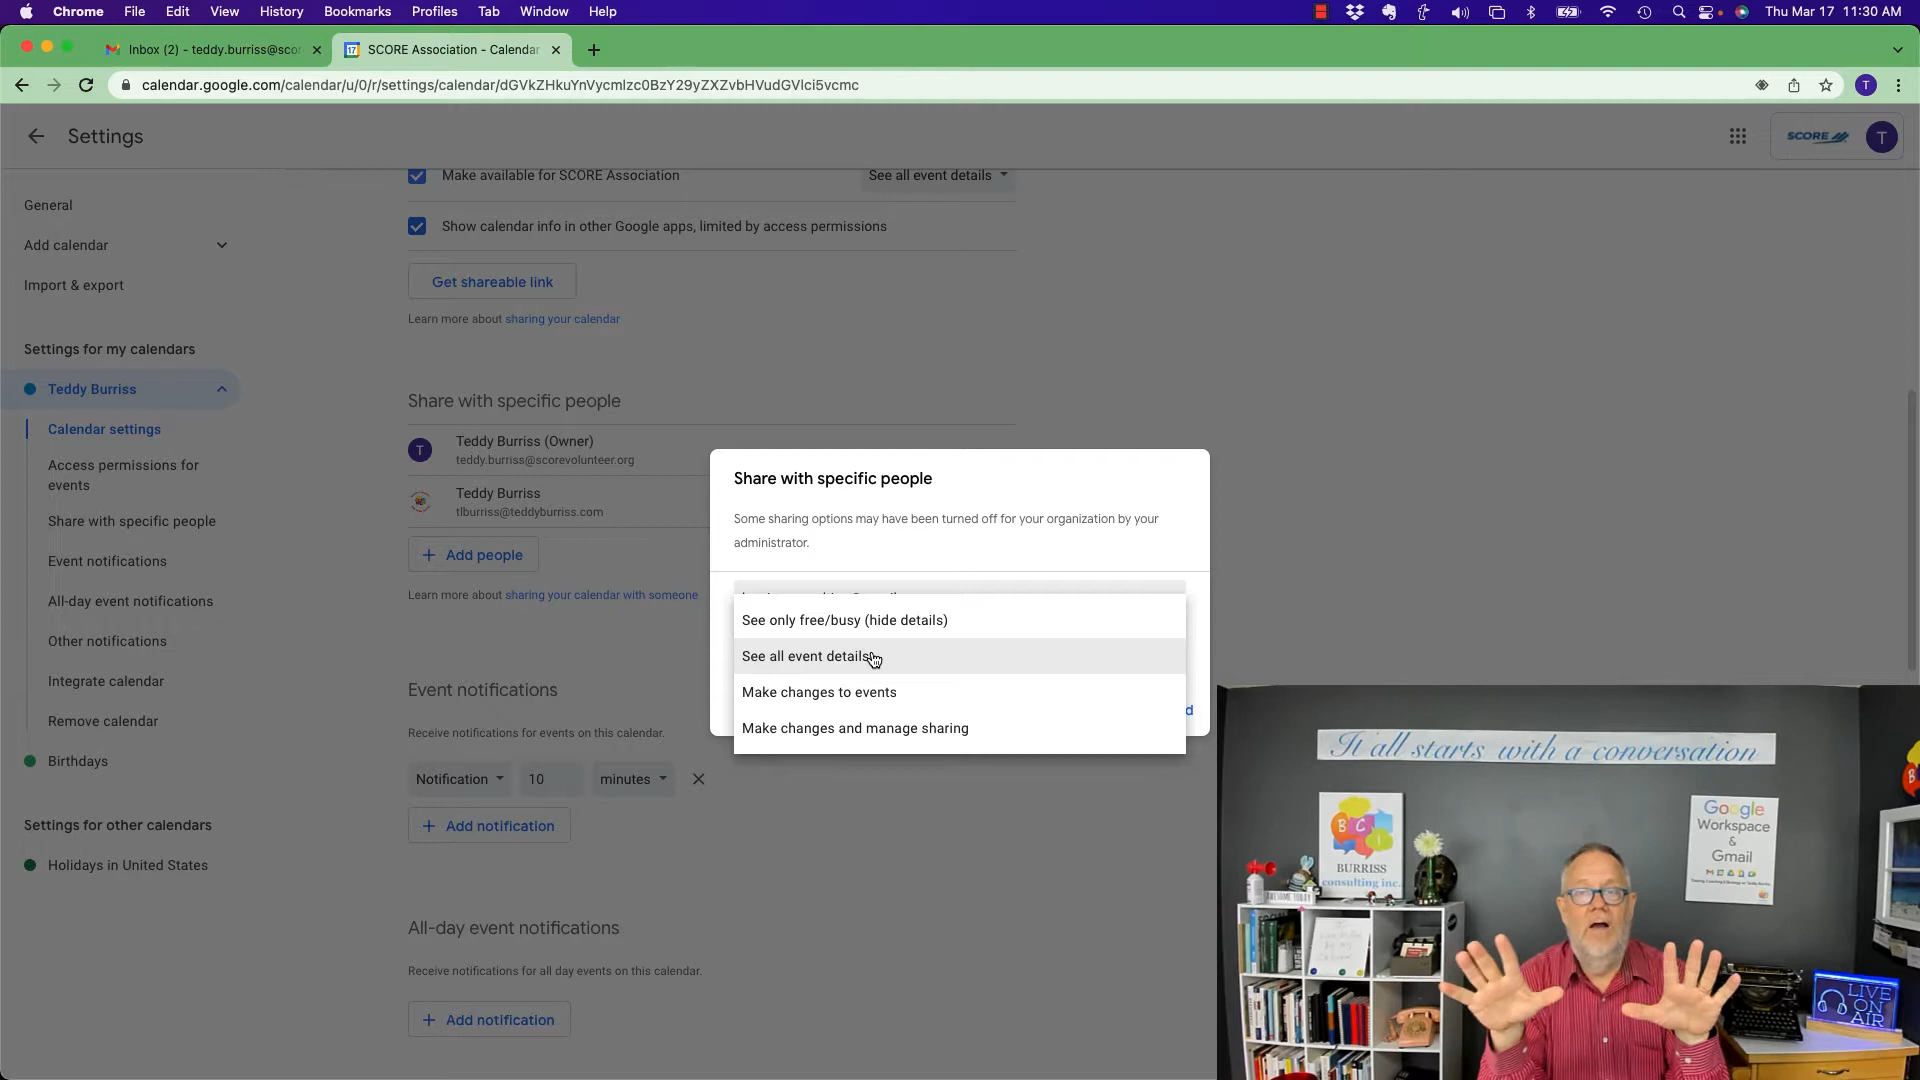 Chrome File Edit View History Bookmarks Profiles Tab Window Help Thu Mar 17 11:30 AM
Inbox (2) - teddy.burriss@scor
17 SCORE Association - Calendar
calendar.google.com/calendar/u/0/r/settings/calendar/dGVkZHkuYnVycmlzc0BzY29yZXZvbHVudGVlci5vcmc
T
Settings
SCORE T
Make available for SCORE Association See all event details
General
Show calendar info in other Google apps, limited by access permissions
Add calendar
Import & export
Get shareable link
Learn more about sharing your calendar
Settings for my calendars
Teddy Burriss
Share with specific people
Calendar settings
T Teddy Burriss (Owner)
teddy.burriss@scorevolunteer.org
Access permissions for
events
Teddy Burriss
tlburriss@teddyburriss.com
Share with specific people
Add people
Event notifications
Learn more about sharing your calendar with someone
All-day event notifications
Other notifications
Integrate calendar
Remove calendar
Birthdays
Settings for other calendars
Holidays in United States
Share with specific people
Some sharing options may have been turned off for your organization by your
administrator.
See only free/busy (hide details)
See all event details
Make changes to events
Make changes and manage sharing
d
Event notifications
Receive notifications for events on this calendar.
Notification 10 minutes
Add notification
All-day event notifications
Receive notifications for all day events on this calendar.
Add notification
It all starts with a conversation
B C I
BURRISS
consulting inc.
Google
Workspace
&
Gmail
AWESOME TODAY
LIVE
ON AIR